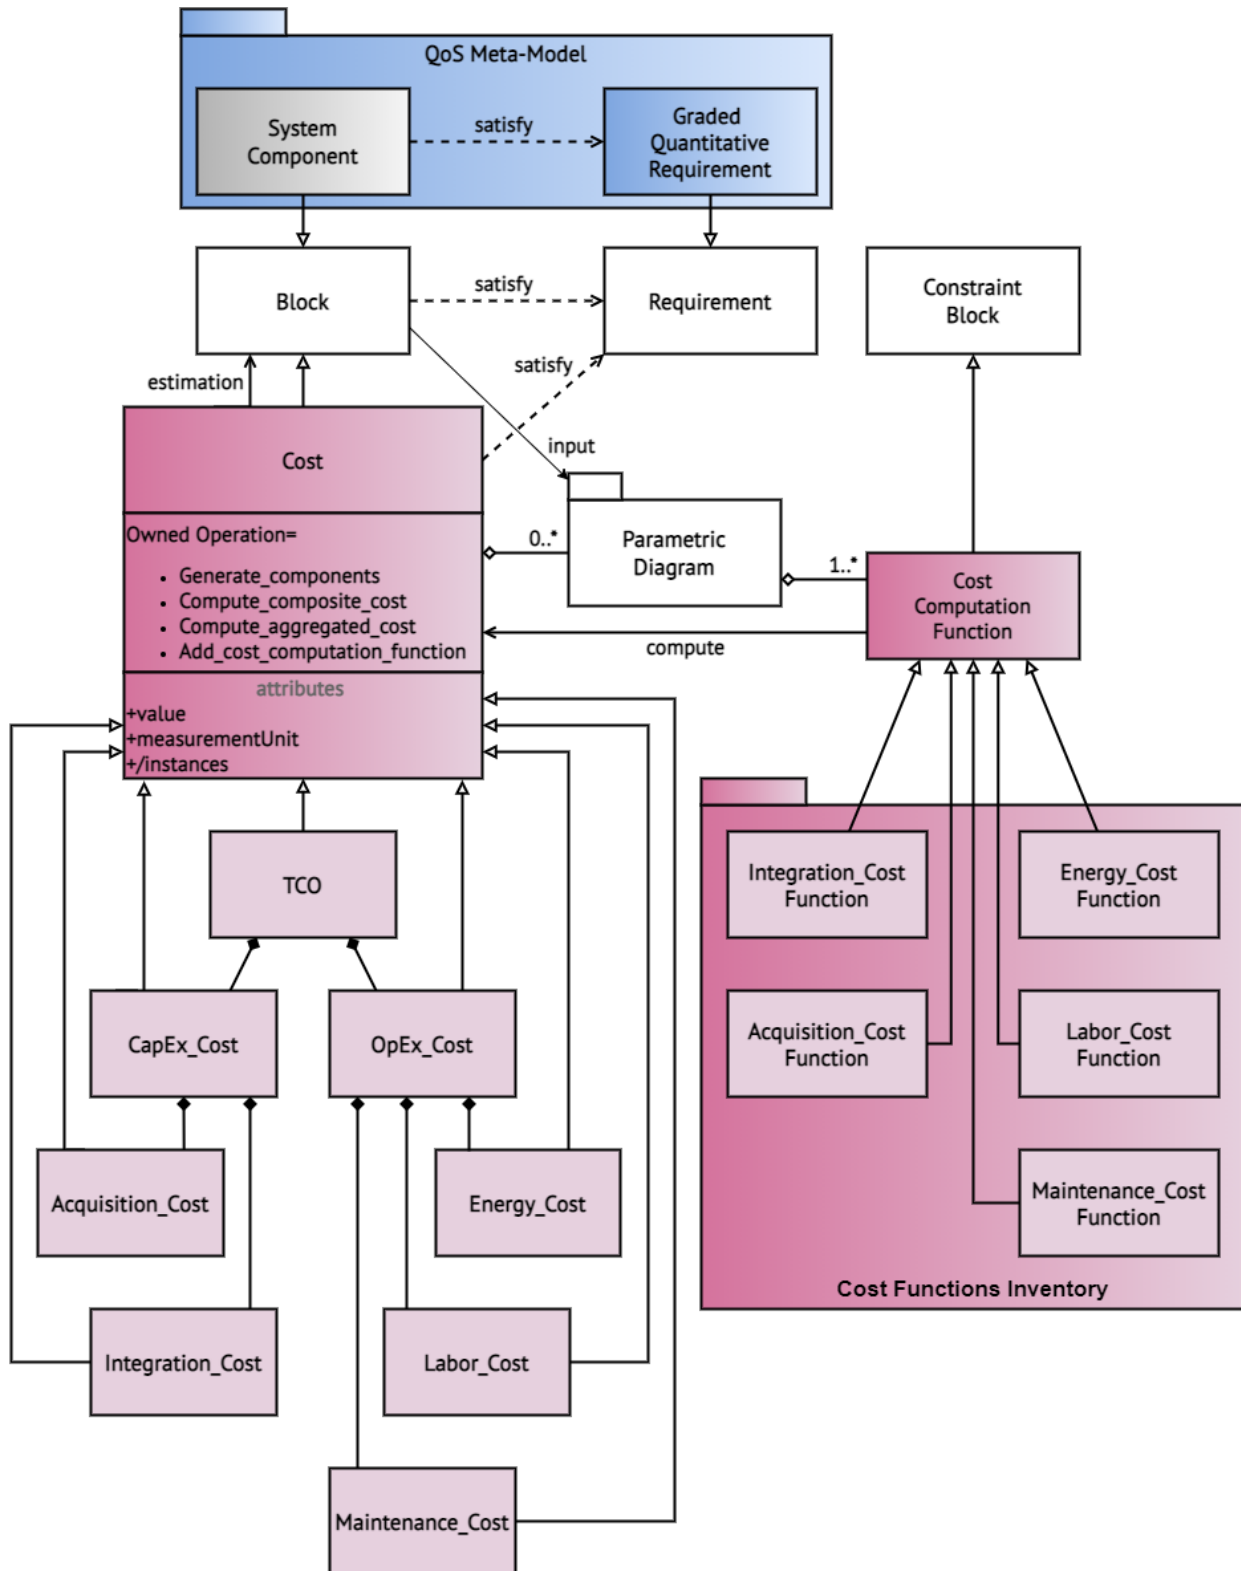 QoS Meta-Model
System
Component
satisfy
Graded
Quantitative
Requirement
Block
satisfy
Requirement
Constraint
Block
estimation
satisfy
input
Cost
Owned Operation=
• Generate_components
• Compute_composite_cost
• Compute_aggregated_cost
• Add_cost_computation_function
0..*
Parametric
Diagram
1..*
Cost
Computation
Function
compute
attributes
+value
+measurementUnit
+/instances
TCO
CapEx_Cost
OpEx_Cost
Acquisition_Cost
Energy_Cost
Integration_Cost
Labor_Cost
Maintenance_Cost
Integration_Cost
Function
Energy_Cost
Function
Acquisition_Cost
Function
Labor_Cost
Function
Maintenance_Cost
Function
Cost Functions Inventory